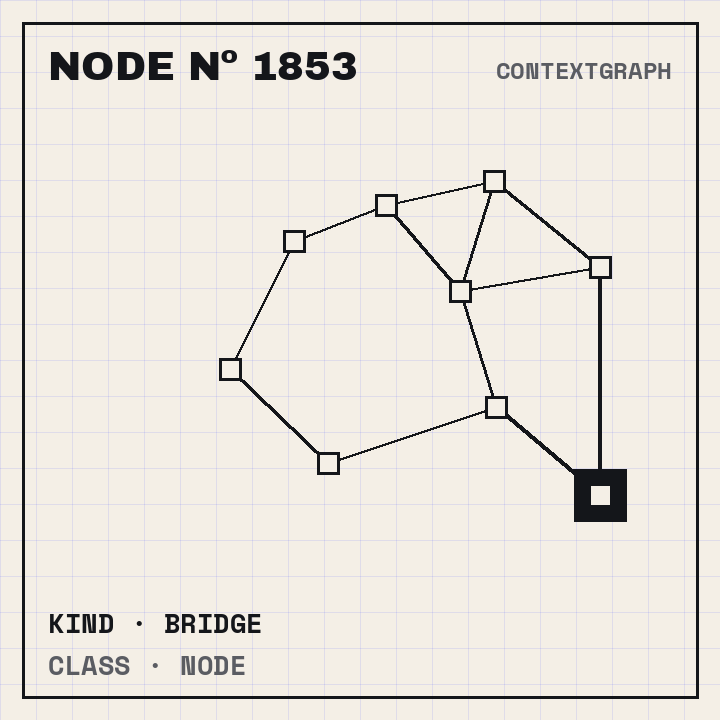 NODE Nº 1853
CONTEXTGRAPH
KIND · BRIDGE
CLASS · NODE